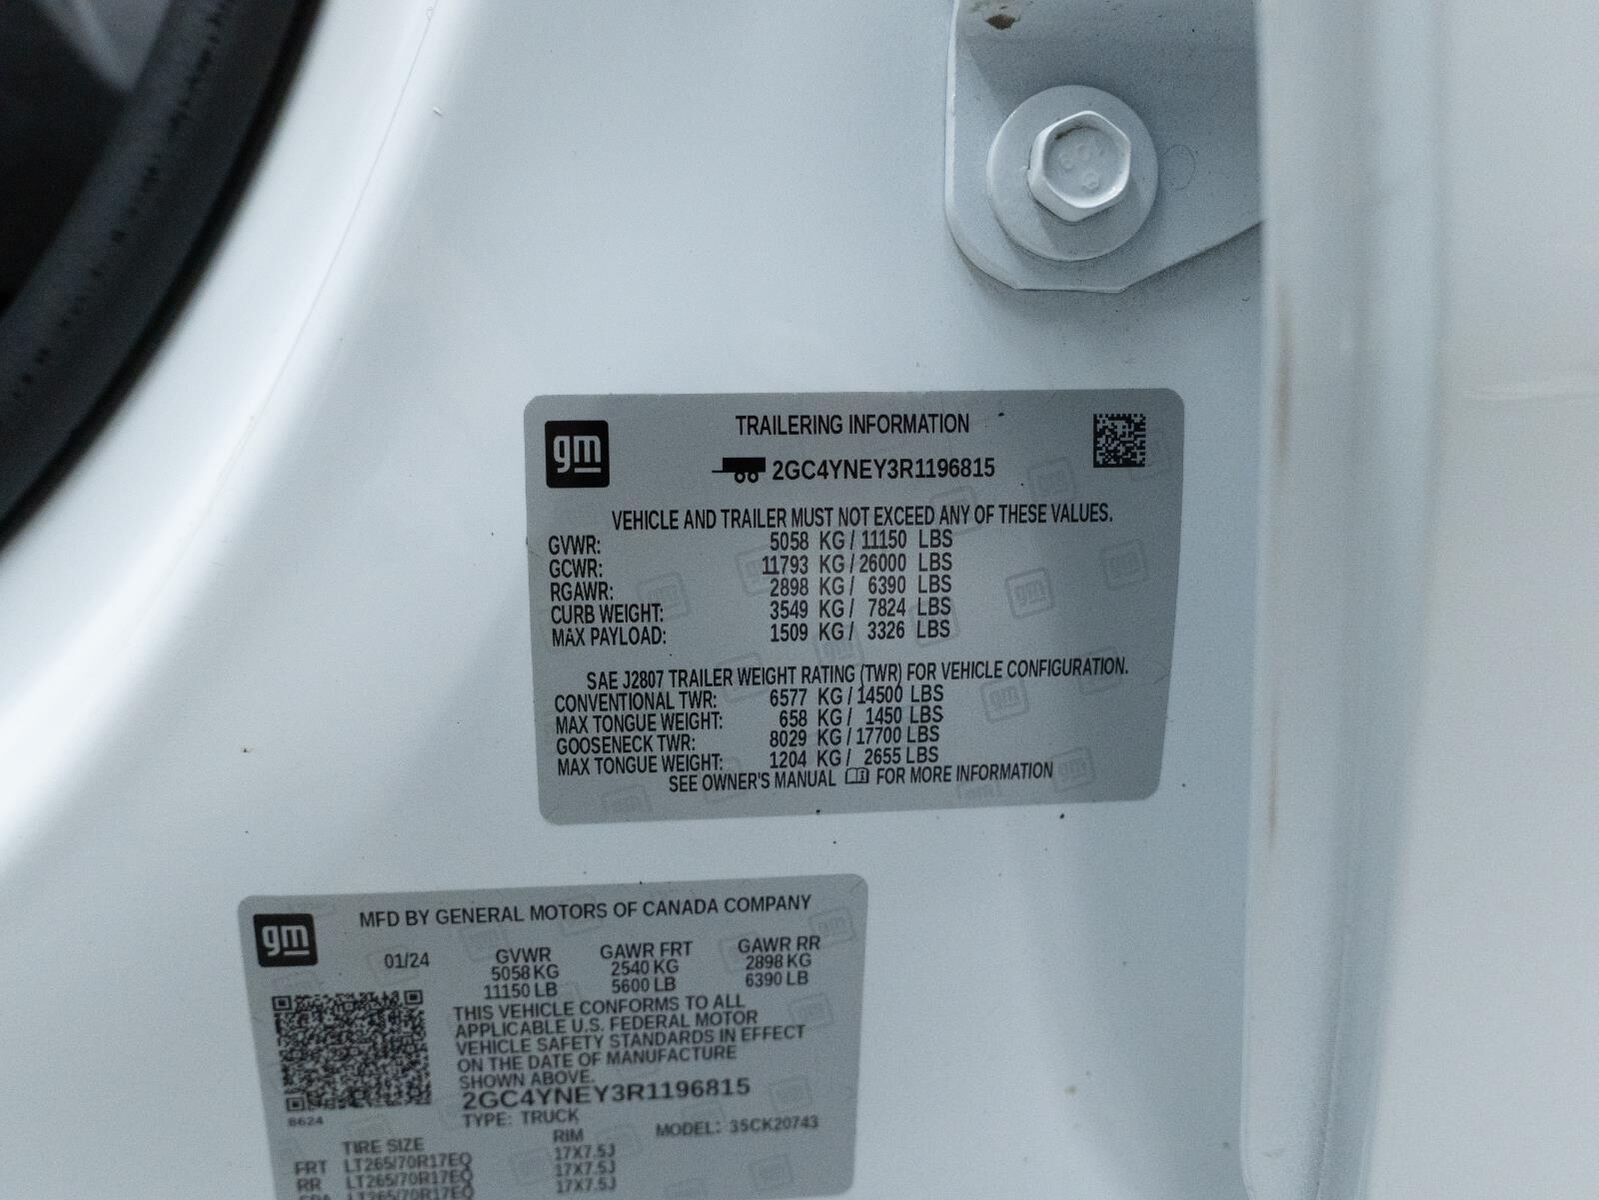 gm
TRAILERING INFORMATION
2GC4YNEY3R1196815
VEHICLE AND TRAILER MUST NOT EXCEED ANY OF THESE VALUES.
GVWR: 5058 KG / 11150 LBS
GCWR: 11793 KG / 26000 LBS
RGAWR: 2898 KG / 6390 LBS
CURB WEIGHT: 3549 KG / 7824 LBS
MAX PAYLOAD: 1509 KG / 3326 LBS
SAE J2807 TRAILER WEIGHT RATING (TWR) FOR VEHICLE CONFIGURATION.
CONVENTIONAL TWR: 6577 KG / 14500 LBS
MAX TONGUE WEIGHT: 658 KG / 1450 LBS
GOOSENECK TWR: 8029 KG / 17700 LBS
MAX TONGUE WEIGHT: 1204 KG / 2655 LBS
SEE OWNER'S MANUAL FOR MORE INFORMATION
gm
MFD BY GENERAL MOTORS OF CANADA COMPANY
01/24 GVWR GAWR FRT GAWR RR
5058 KG 2540 KG 2898 KG
11150 LB 5600 LB 6390 LB
THIS VEHICLE CONFORMS TO ALL
APPLICABLE U.S. FEDERAL MOTOR
VEHICLE SAFETY STANDARDS IN EFFECT
ON THE DATE OF MANUFACTURE
SHOWN ABOVE.
2GC4YNEY3R1196815
8624
TYPE: TRUCK MODEL: 35CK20743
TIRE SIZE RIM
FRT LT265/70R17EQ 17X7.5J
RR LT265/70R17EQ 17X7.5J
LT265/70R17EQ 17X7.5J